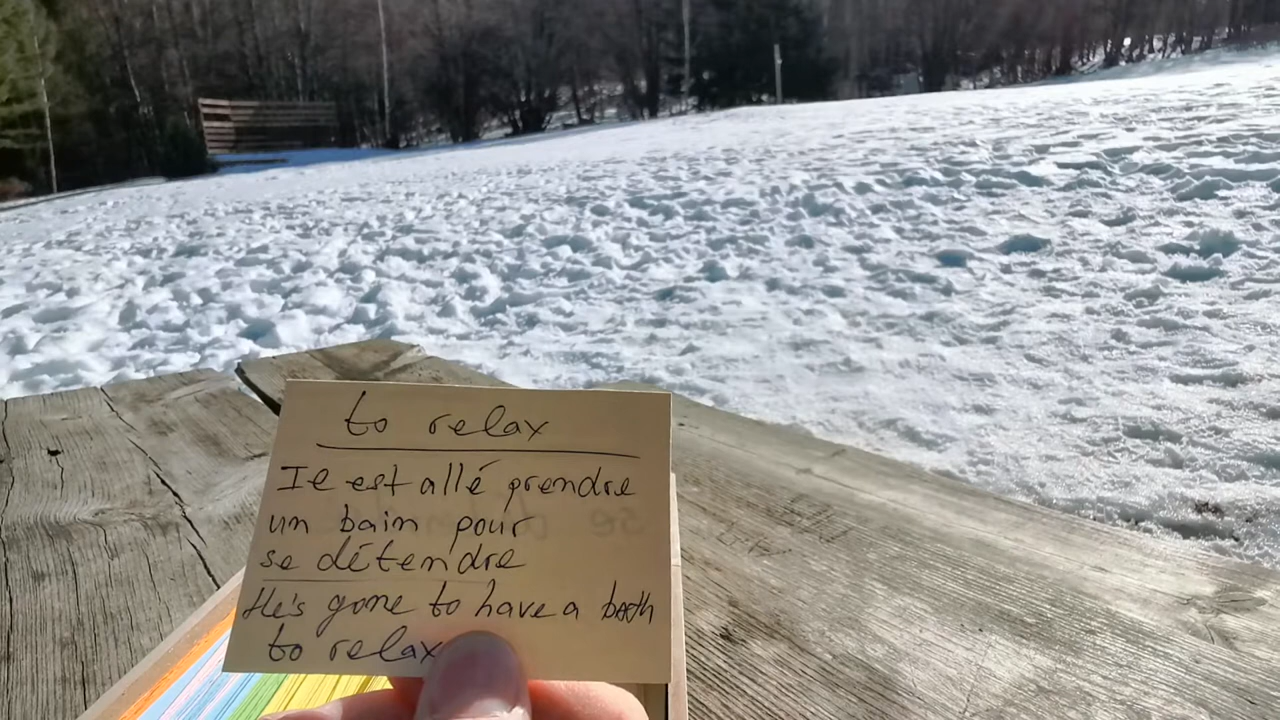 to relax
Il est allé prendre
un bain pour
se détendre
He's gone to have a bath
to relax